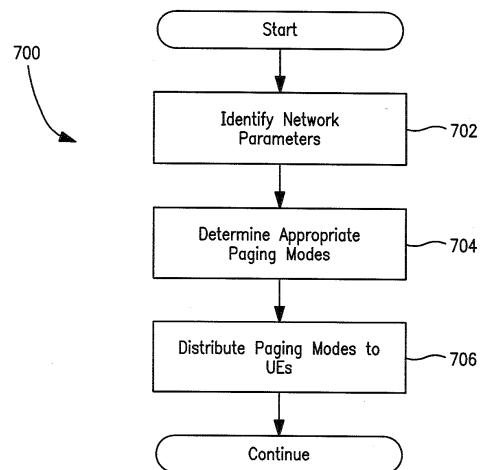 Start
700
Identify Network
Parameters
702
Determine Appropriate
Paging Modes
704
Distribute Paging Modes to
UEs
706
Continue